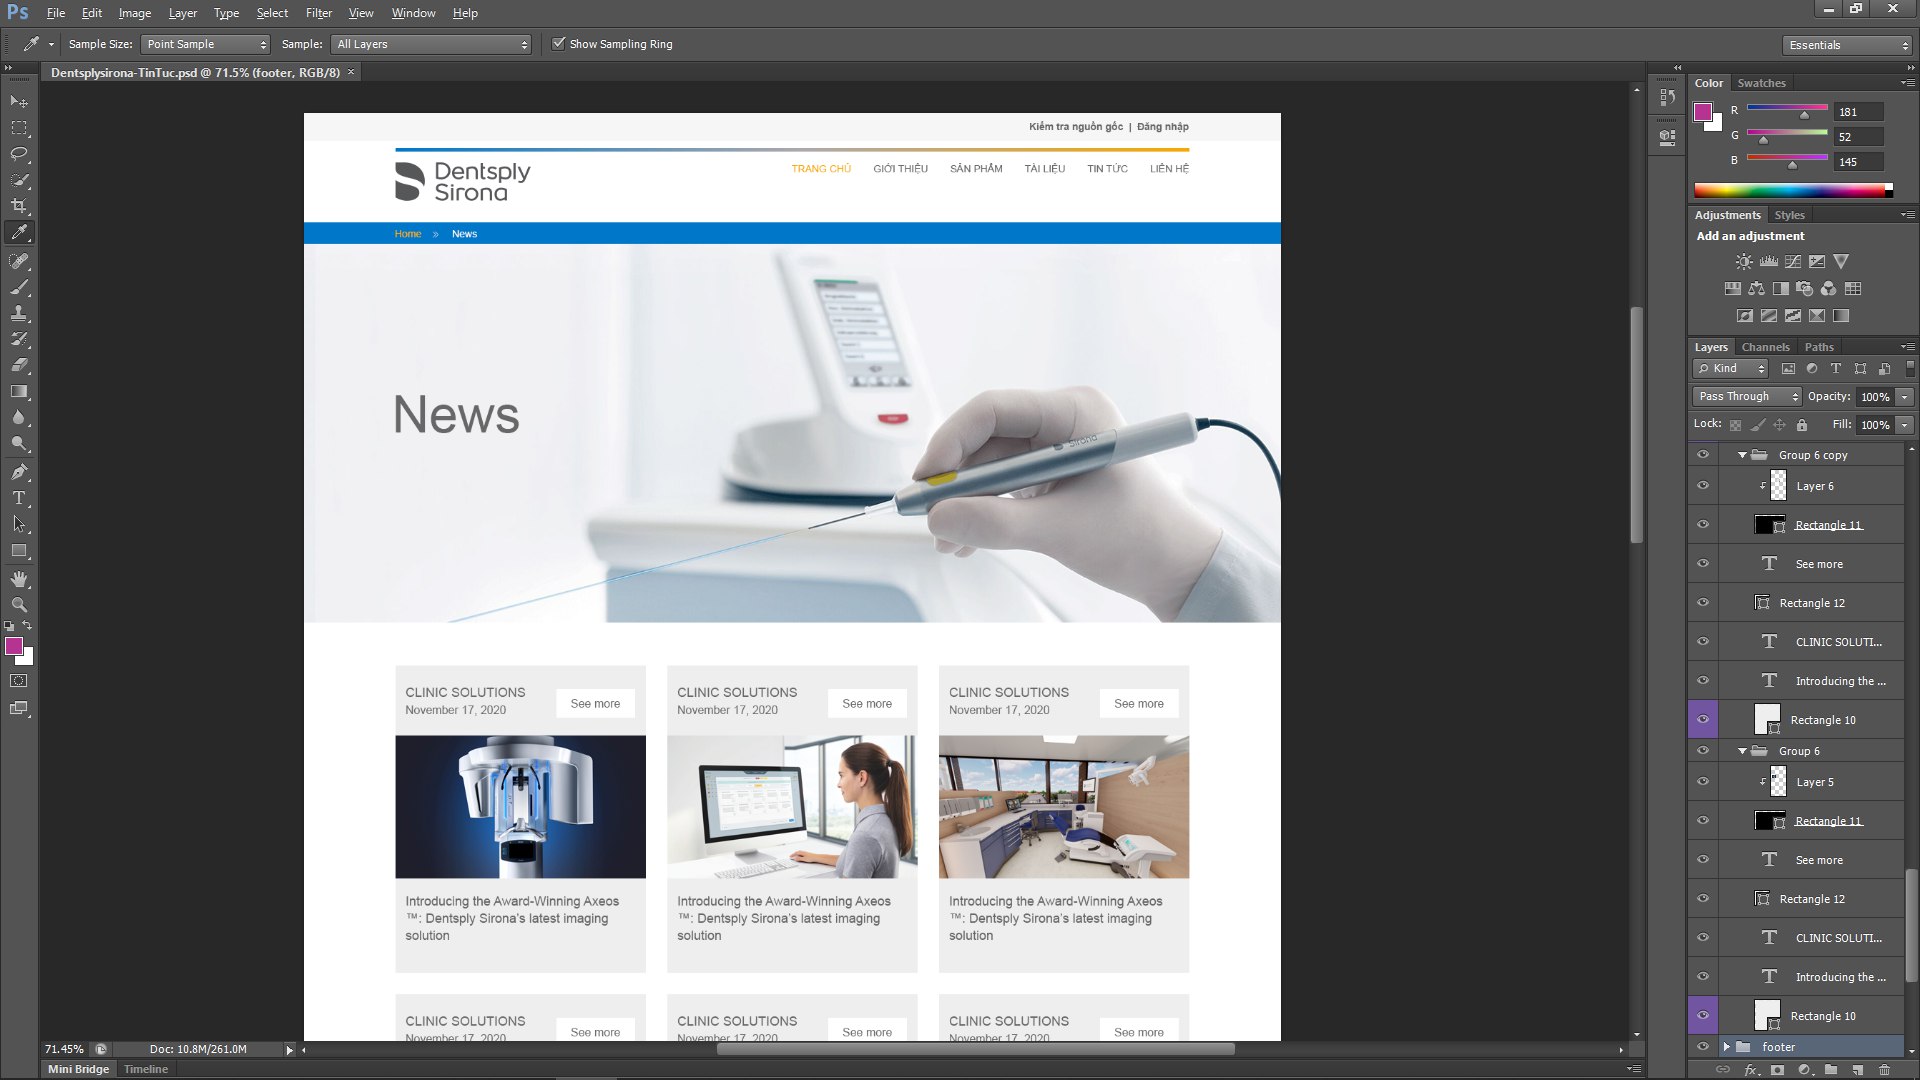 Ps File Edit Image Layer Type Select Filter View Window Help
Sample Size: Point Sample Sample: All Layers Show Sampling Ring Essentials
Dentsplysirona-TinTuc.psd @ 71.5% (footer, RGB/8) ×
Kiểm tra nguồn gốc | Đăng nhập
Dentsply
Sirona
TRANG CHỦ GIỚI THIỆU SẢN PHẨM TÀI LIỆU TIN TỨC LIÊN HỆ
Home » News
News
Sirona
CLINIC SOLUTIONS
November 17, 2020
See more
CLINIC SOLUTIONS
November 17, 2020
See more
CLINIC SOLUTIONS
November 17, 2020
See more
Introducing the Award-Winning Axeos
™: Dentsply Sirona's latest imaging
solution
Introducing the Award-Winning Axeos
™: Dentsply Sirona's latest imaging
solution
Introducing the Award-Winning Axeos
™: Dentsply Sirona's latest imaging
solution
CLINIC SOLUTIONS
November 17, 2020
See more
CLINIC SOLUTIONS
November 17, 2020
See more
CLINIC SOLUTIONS
November 17, 2020
See more
71.45% Doc: 10.8M/261.0M
Mini Bridge Timeline
Color Swatches
R 181
G 52
B 145
Adjustments Styles
Add an adjustment
Layers Channels Paths
Kind
Pass Through Opacity: 100%
Lock: Fill: 100%
Group 6 copy
Layer 6
Rectangle 11
See more
Rectangle 12
CLINIC SOLUTI...
Introducing the ...
Rectangle 10
Group 6
Layer 5
Rectangle 11
See more
Rectangle 12
CLINIC SOLUTI...
Introducing the ...
Rectangle 10
footer